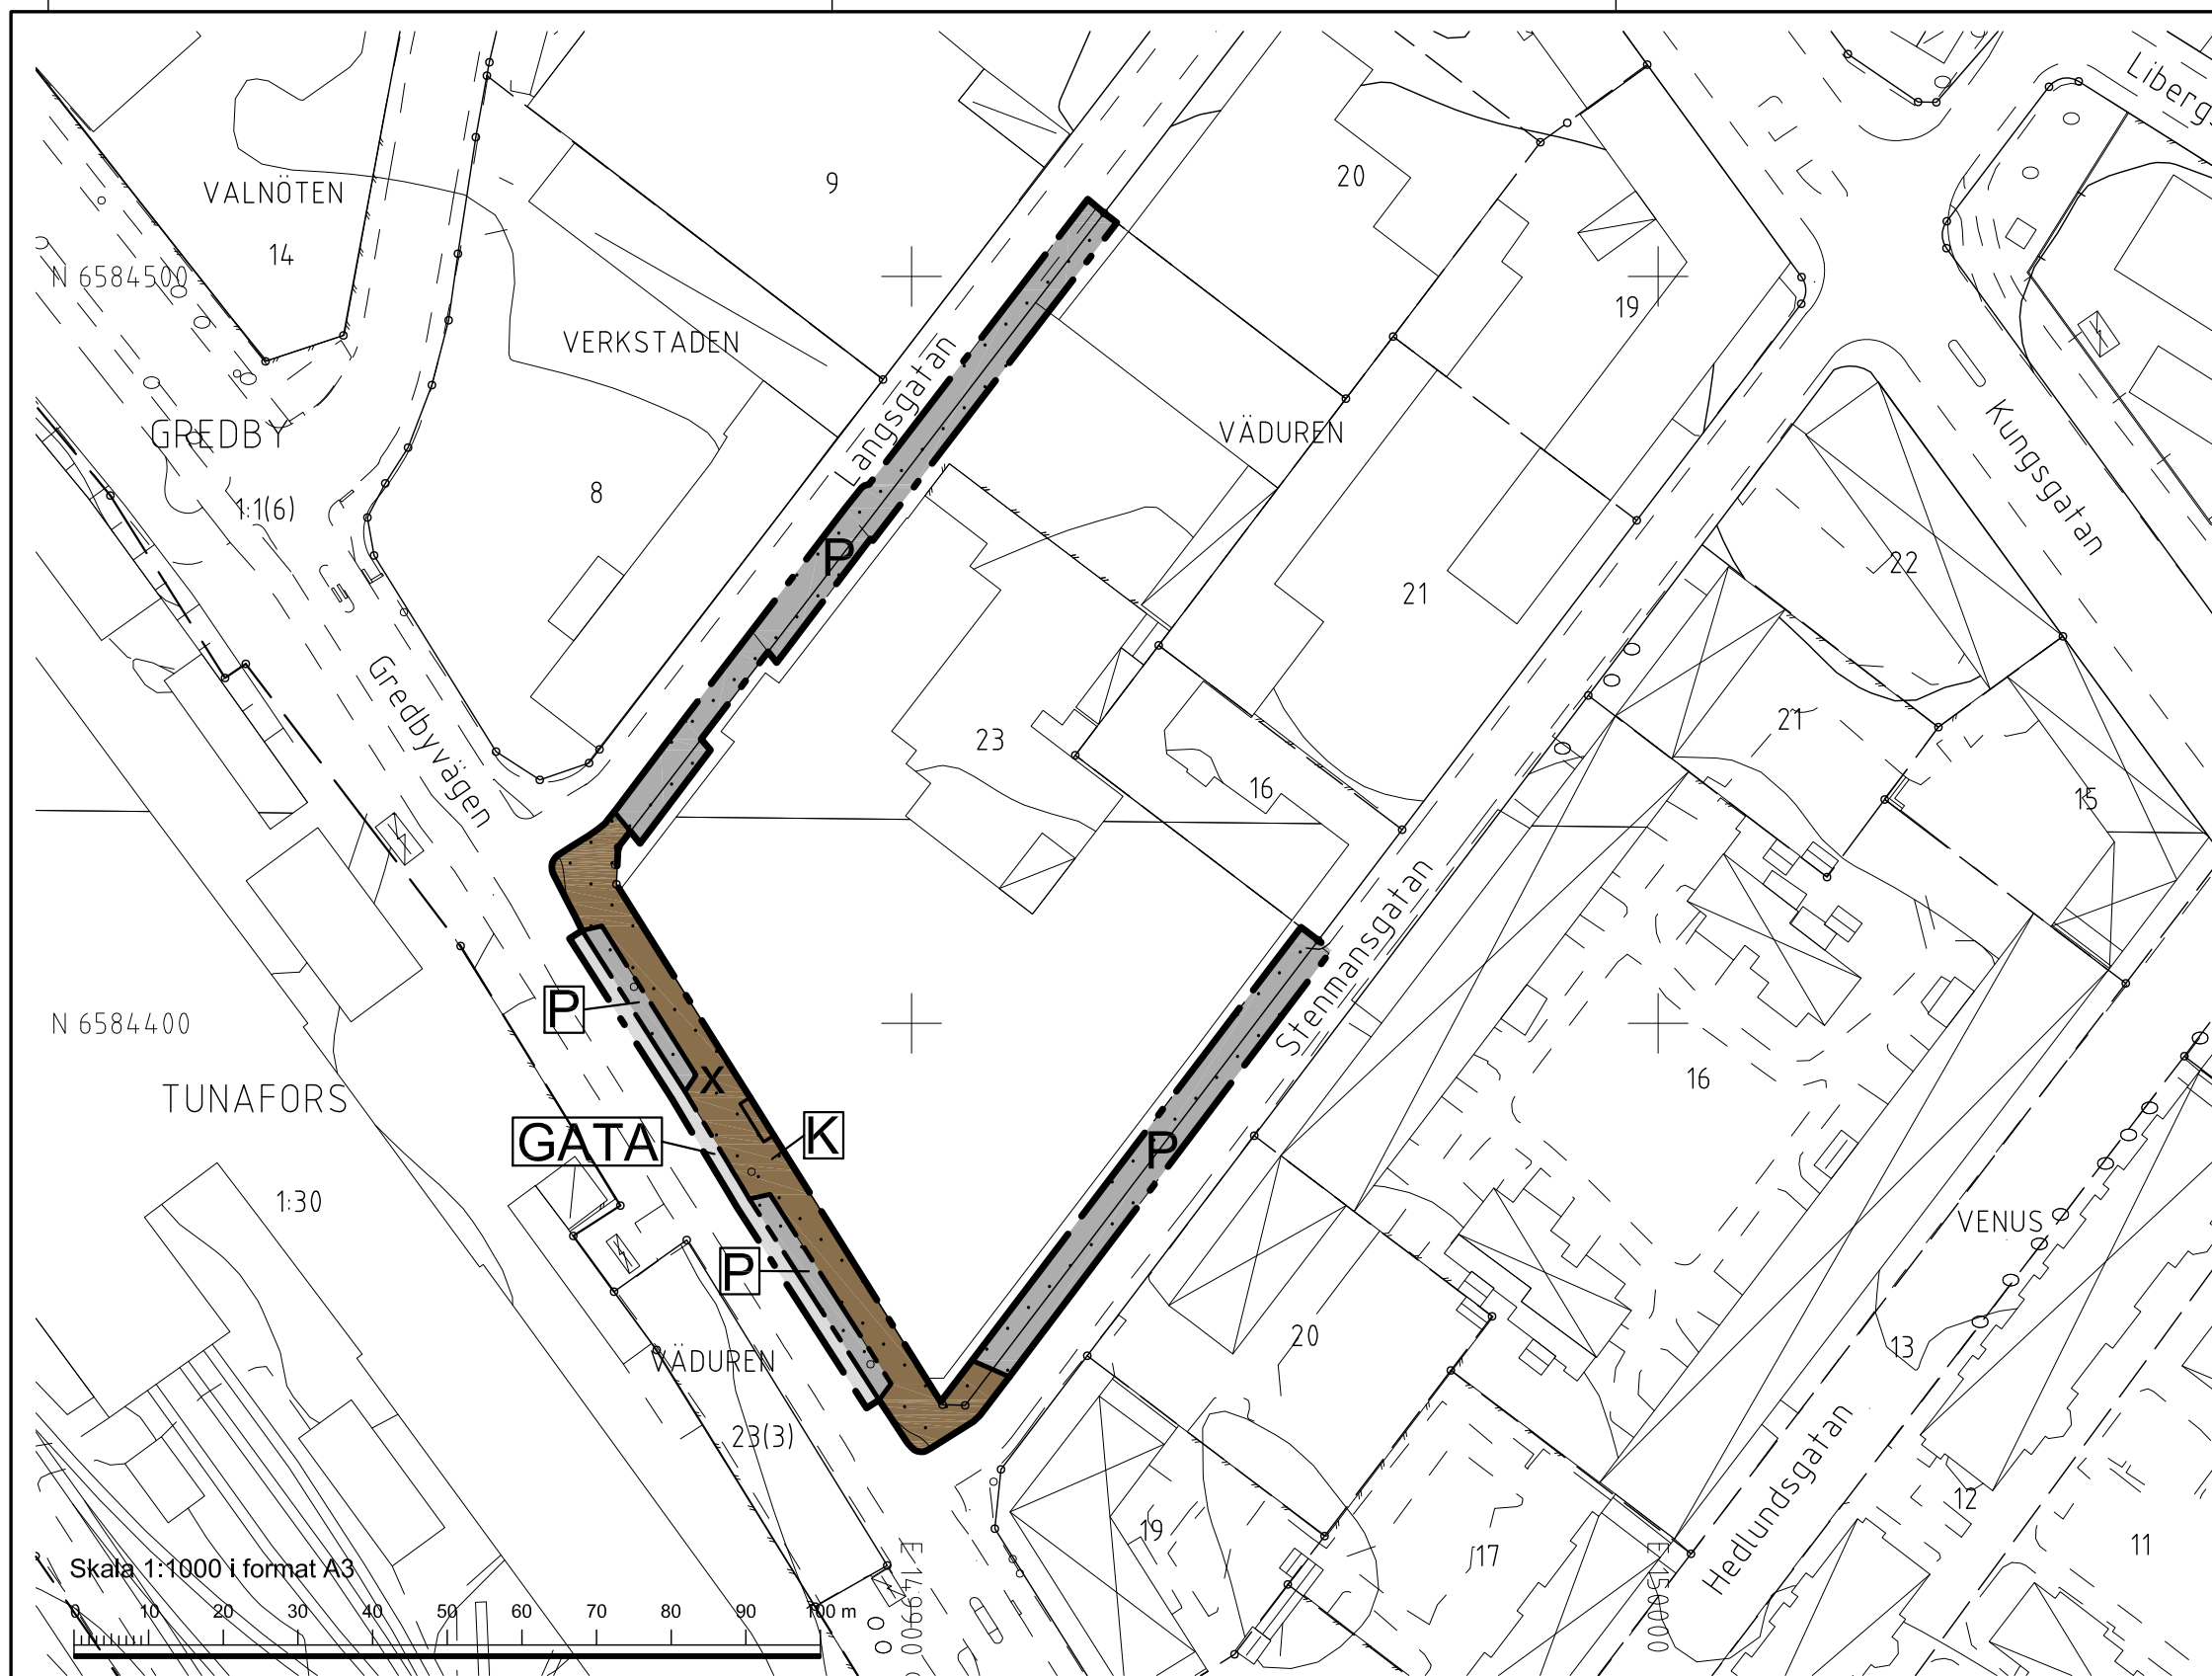 Libergs
VALNÖTEN
9
20
14
N 6584500
19
VERKSTADEN
Långsgatan
GREDBY
VÄDUREN
Kungsgatan
8
1:1(6)
P
22
21
Gredbyvägen
21
23
16
15
Stenmansgatan
P
N 6584400
TUNAFORS
x
16
GATA
K
P
1:30
VENUS
P
20
13
VÄDUREN
23(3)
Hedlundsgatan
12
19
17
11
E 149900
E 150000
Skala 1:1000 i format A3
0 10 20 30 40 50 60 70 80 90 100 m